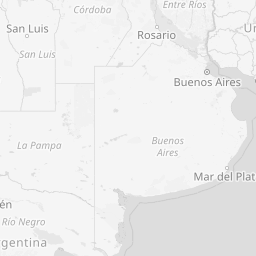 Córdoba
Entre Ríos
San Luis
Rosario
San Luis
Buenos Aires
Buenos
Aires
La Pampa
Mar del Plat
én
Río Negro
gentina